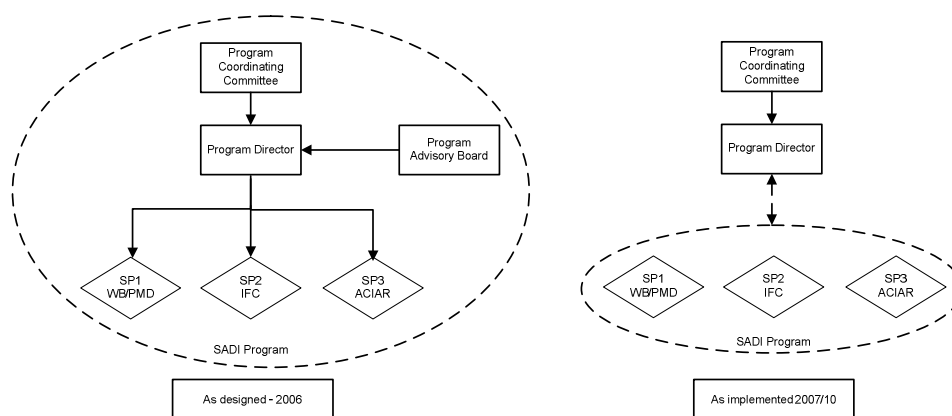 Program
Coordinating
Committee
Program Director
Program
Advisory Board
SP1
WB/PMD
SP2
IFC
SP3
ACIAR
SADI Program
As designed - 2006
Program
Coordinating
Committee
Program Director
SP1
WB/PMD
SP2
IFC
SP3
ACIAR
SADI Program
As implemented 2007/10